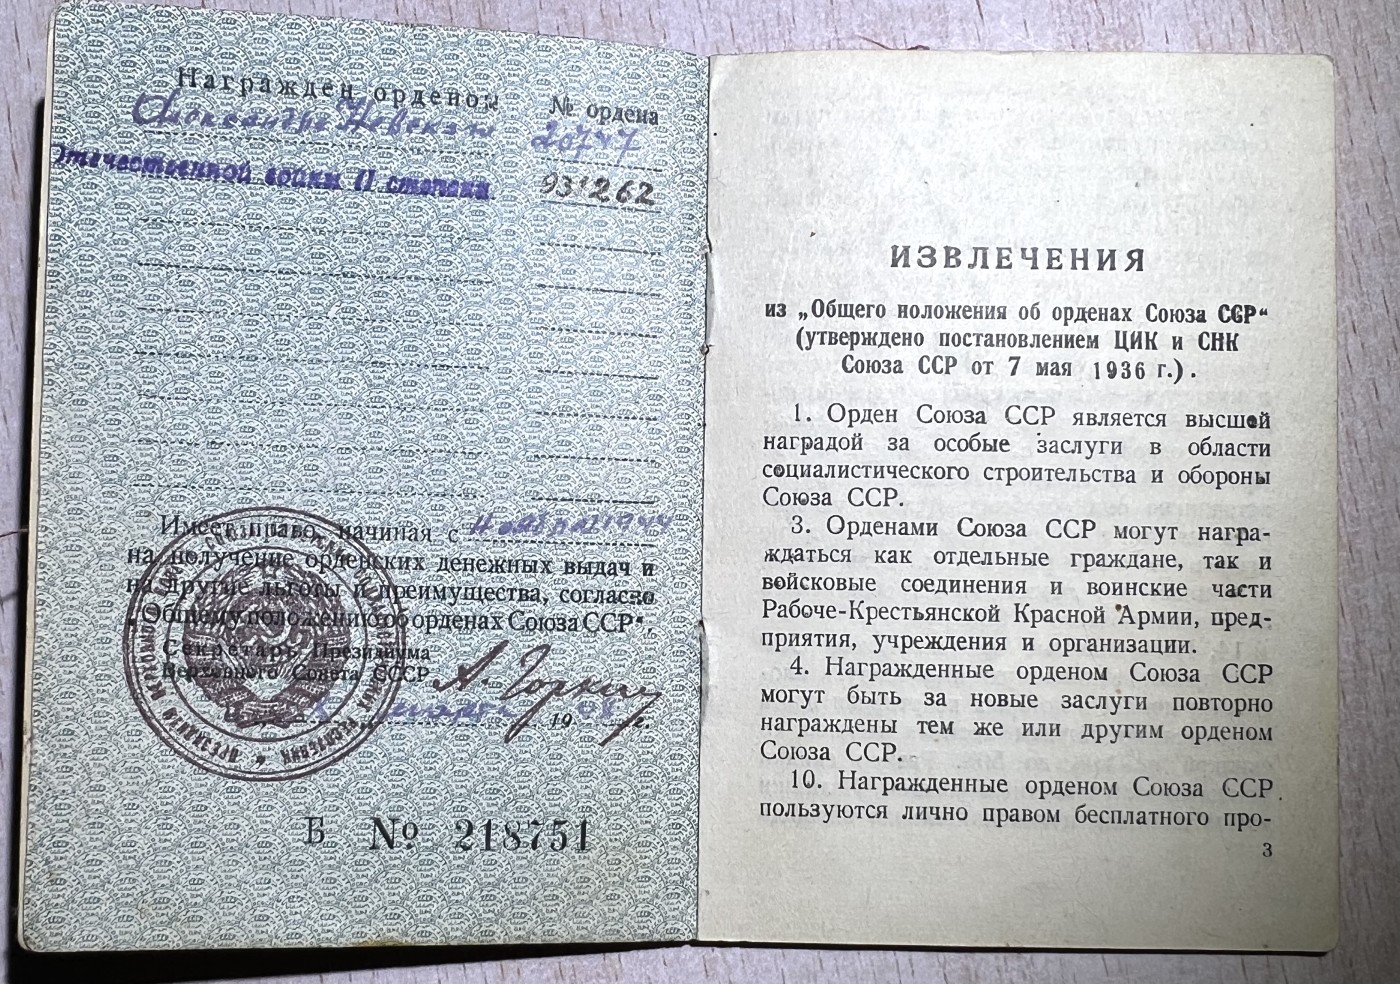 Награжден орденом № ордена
Александра Невского 20747
Отечественной войны II степени 931262
Имеет право, начиная с ноября 1944
на получение орденских денежных выдач и
на другие льготы и преимущества, согласно
„Общему положению об орденах Союза ССР“.
Секретарь Президиума
Верховного Совета СССР А. Горкин
19 г.
Б № 218751
ИЗВЛЕЧЕНИЯ
из „Общего положения об орденах Союза ССР“
(утверждено постановлением ЦИК и СНК
Союза ССР от 7 мая 1936 г.).
1. Орден Союза ССР является высшей
наградой за особые заслуги в области
социалистического строительства и обороны
Союза ССР.
3. Орденами Союза ССР могут награ-
ждаться как отдельные граждане, так и
войсковые соединения и воинские части
Рабоче-Крестьянской Красной Армии, пред-
приятия, учреждения и организации.
4. Награжденные орденом Союза ССР
могут быть за новые заслуги повторно
награждены тем же или другим орденом
Союза ССР.
10. Награжденные орденом Союза ССР
пользуются лично правом бесплатного про-
3